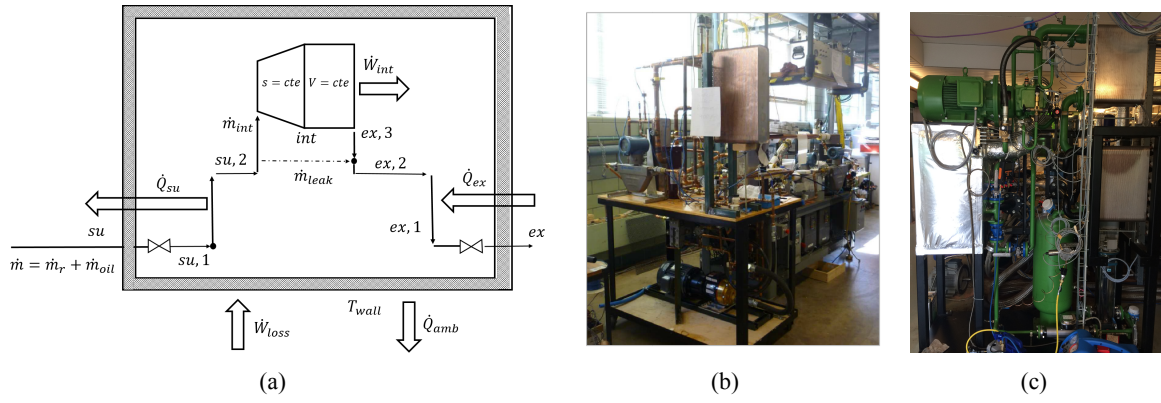 s = cte
V = cte
Ẇ_int
ṁ_int
int
ex, 3
su, 2
ex, 2
ṁ_leak
Q̇_su
Q̇_ex
su
ex, 1
ex
su, 1
ṁ = ṁ_r + ṁ_oil
T_wall
Ẇ_loss
Q̇_amb
(a)
(b)
(c)